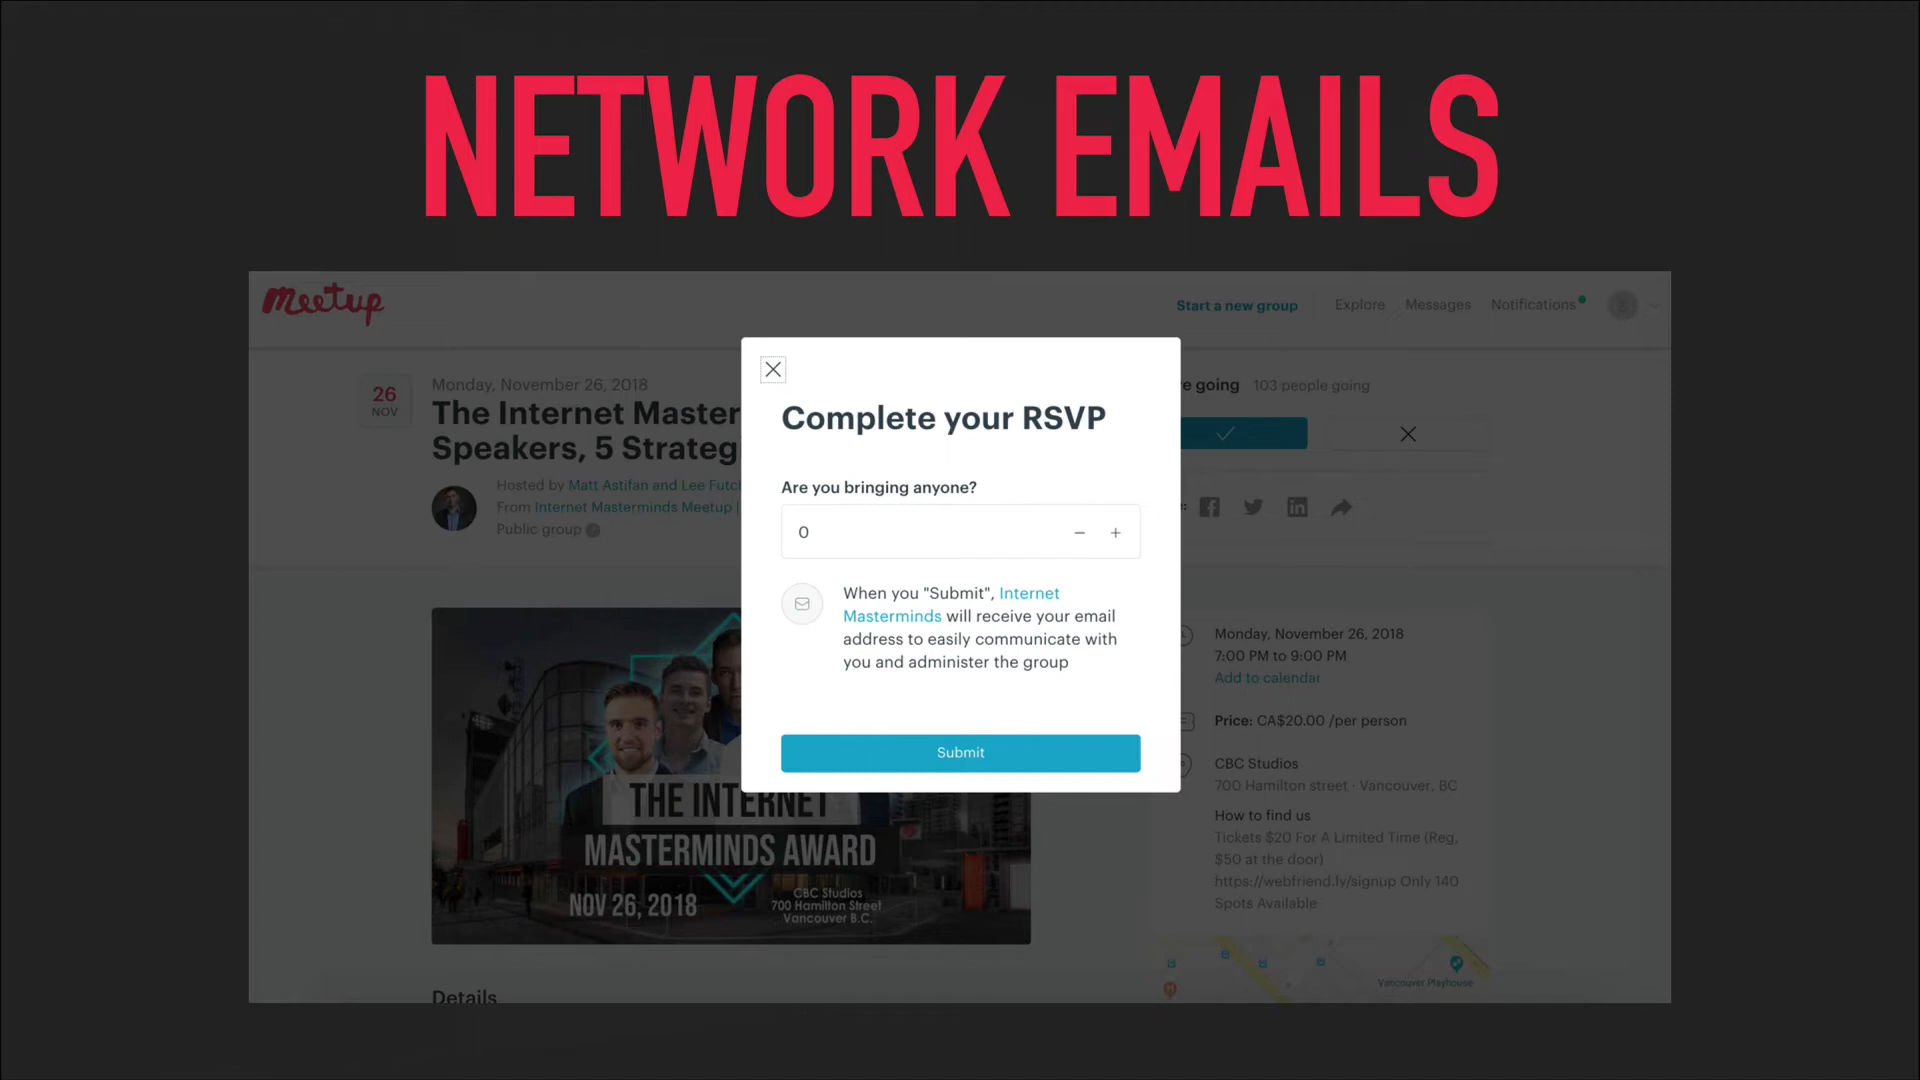 NETWORK EMAILS
Meetup
Start a new group
Explore
Messages
Notifications
26
NOV
Monday, November 26, 2018
The Internet Master
Speakers, 5 Strateg
Hosted by Matt Astifan and Lee Futch
From Internet Masterminds Meetup |
Public group
e going
103 people going
Complete your RSVP
Are you bringing anyone?
0
When you "Submit", Internet
Masterminds will receive your email
address to easily communicate with
you and administer the group
Submit
Monday, November 26, 2018
7:00 PM to 9:00 PM
Add to calendar
Price: CA$20.00 /per person
CBC Studios
700 Hamilton street · Vancouver, BC
How to find us
Tickets $20 For A Limited Time (Reg,
$50 at the door)
https://webfriend.ly/signup Only 140
Spots Available
THE INTERNET
MASTERMINDS AWARD
NOV 26, 2018
CBC Studios
700 Hamilton Street
Vancouver B.C.
Vancouver Playhouse
Details